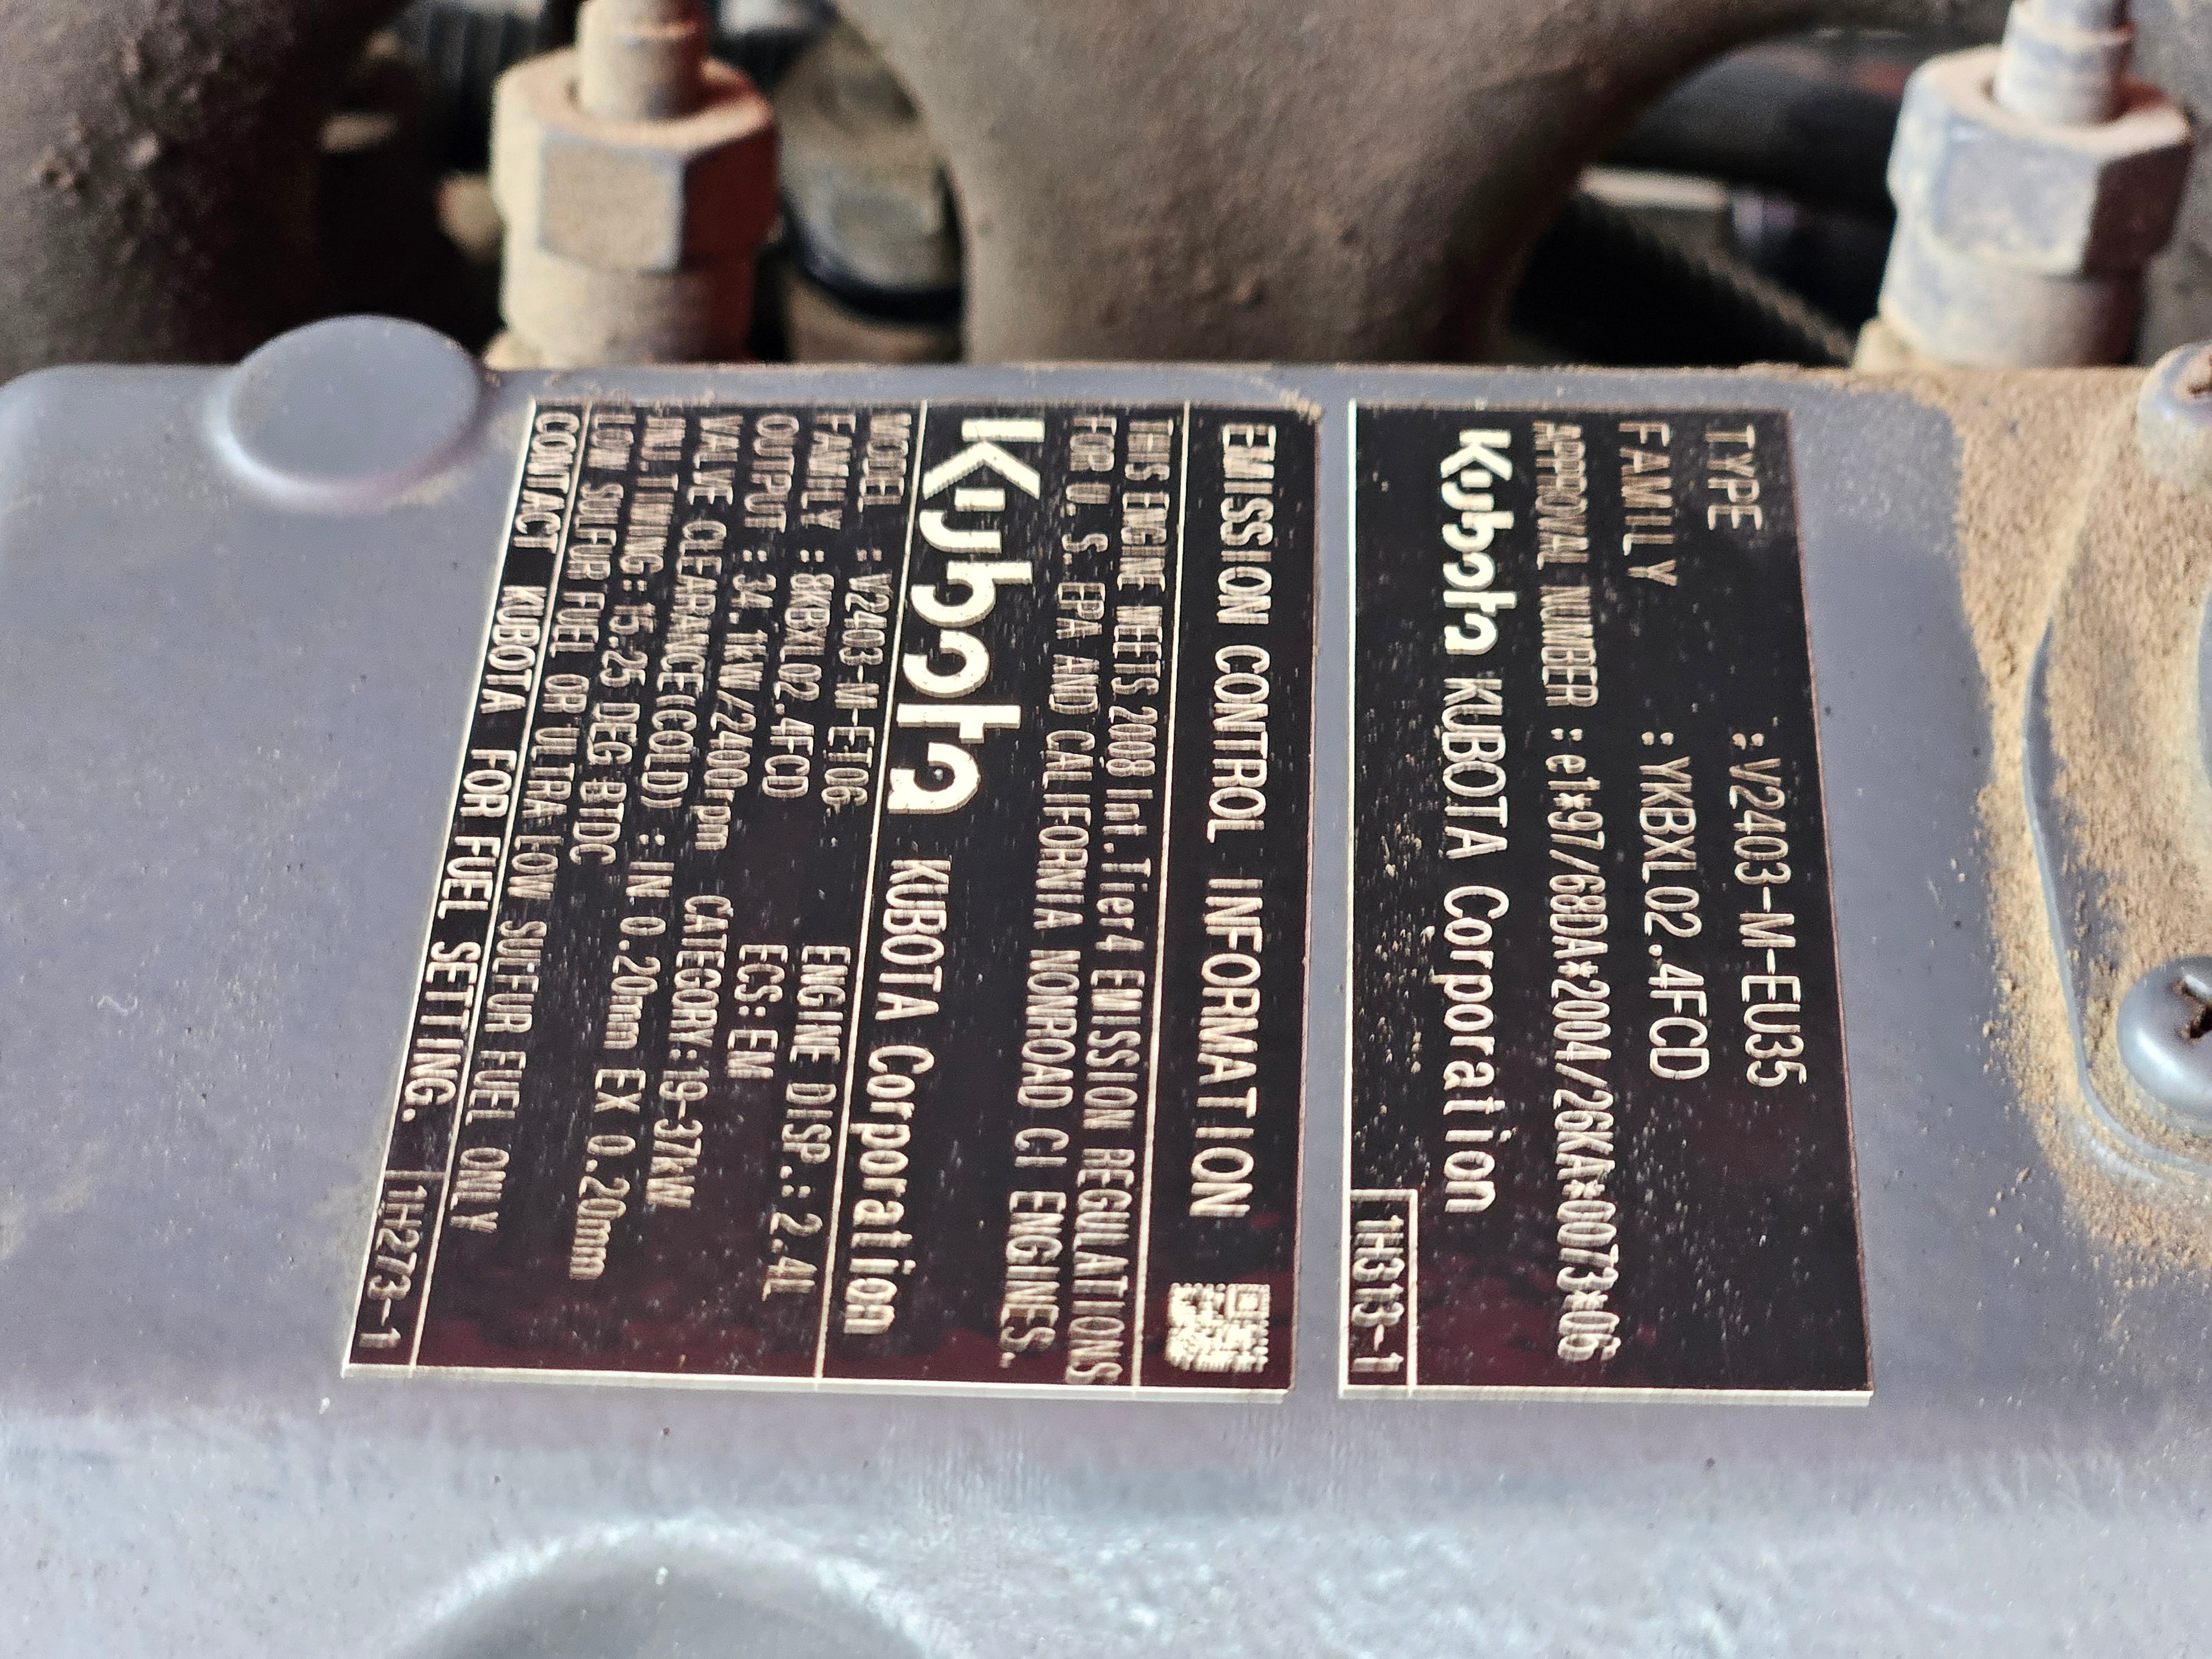 TYPE :V2403-M-EU35
FAMILY :YKBXL02.4FCD
APPROVAL NUMBER :e1*97/68DA*2004/26KA*0073*06
Kubota KUBOTA Corporation
1H313-1
EMISSION CONTROL INFORMATION
THIS ENGINE MEETS 2008 Int.Tier4 EMISSION REGULATIONS
FOR U.S. EPA AND CALIFORNIA NONROAD CI ENGINES.
Kubota KUBOTA Corporation
MODEL :V2403-M-ET06 ENGINE DISP.:2.4L
FAMILY :8KBXL02.4FCD ECS:EM
OUTPUT :34.1kW/2400rpm CATEGORY:19-37kW
VALVE CLEARANCE(COLD) :IN 0.20mm EX 0.20mm
INJ.TIMING:15.25 DEG BTDC
LOW SULFUR FUEL OR ULTRA LOW SULFUR FUEL ONLY
CONTACT KUBOTA FOR FUEL SETTING. 1H273-1